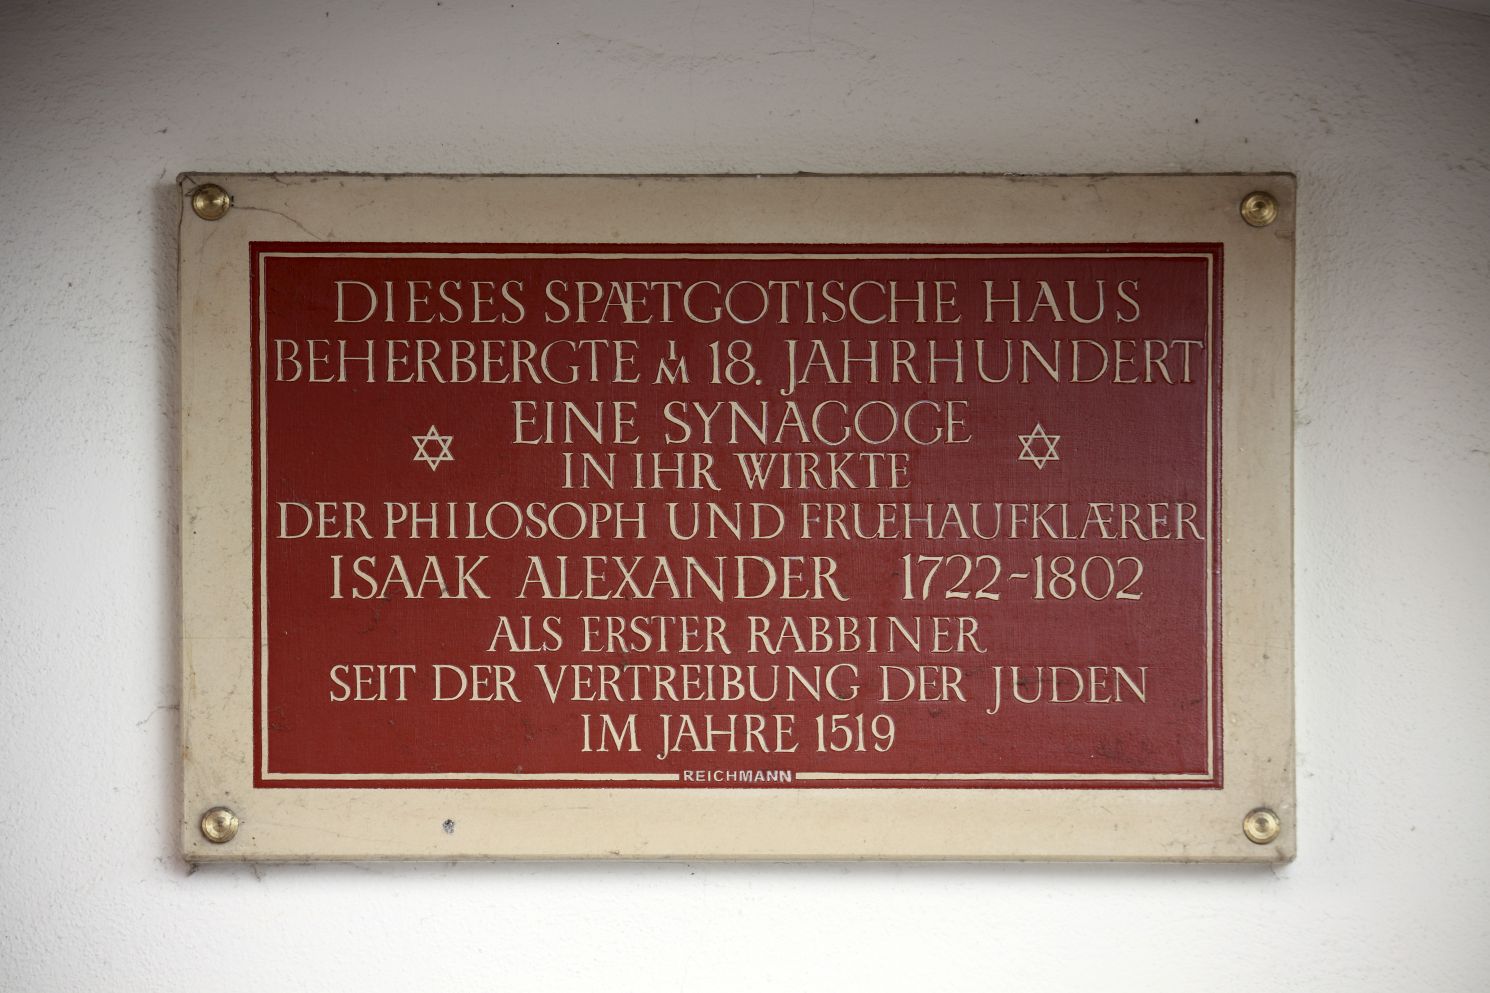 DIESES SPÆTGOTISCHE HAUS
BEHERBERGTE IM 18. JAHRHUNDERT
EINE SYNAGOGE
IN IHR WIRKTE
DER PHILOSOPH UND FRUEHAUFKLÆRER
ISAAK ALEXANDER 1722-1802
ALS ERSTER RABBINER
SEIT DER VERTREIBUNG DER JUDEN
IM JAHRE 1519
REICHMANN